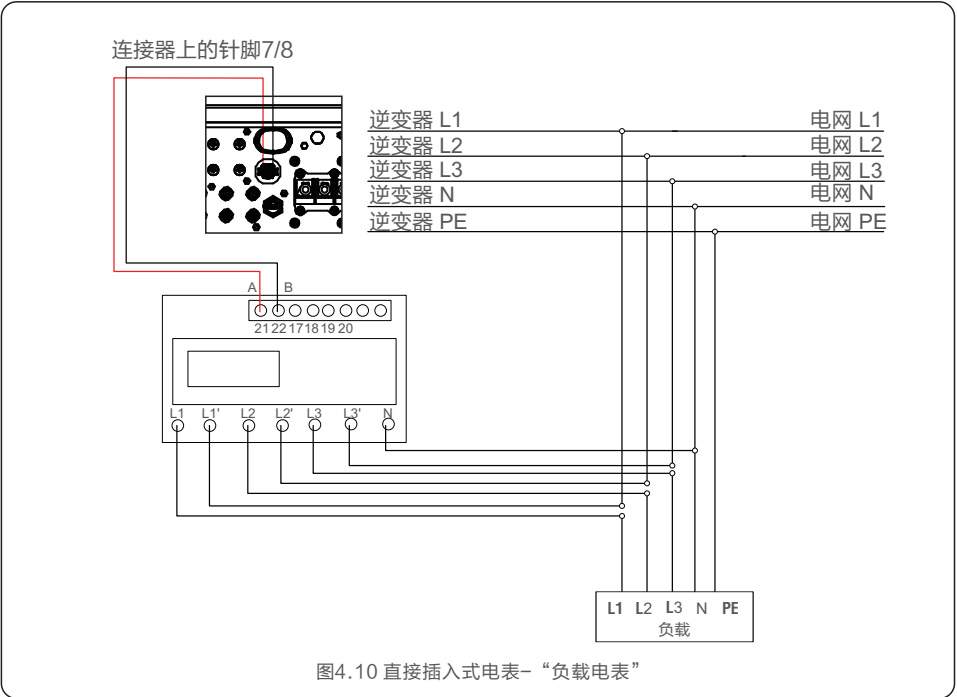 连接器上的针脚7/8
逆变器 L1 电网 L1
逆变器 L2 电网 L2
逆变器 L3 电网 L3
逆变器 N 电网 N
逆变器 PE 电网 PE
A B
21 22 17 18 19 20
L1 L1' L2 L2' L3 L3' N
L1 L2 L3 N PE
负载
图4.10 直接插入式电表-“负载电表”